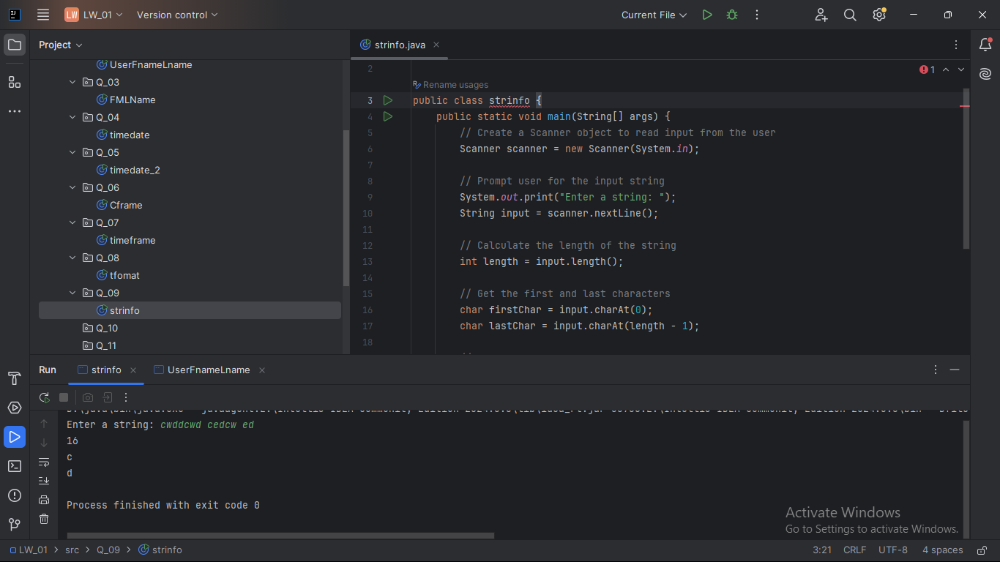 LW LW_01 Version control Current File
Project
strinfo.java
UserFnameLname
Q_03
FMLName
Q_04
timedate
Q_05
timedate_2
Q_06
Cframe
Q_07
timeframe
Q_08
tfomat
Q_09
strinfo
Q_10
Q_11
1
2
Rename usages
3 public class strinfo {
4 public static void main(String[] args) {
5 // Create a Scanner object to read input from the user
6 Scanner scanner = new Scanner(System.in);
7
8 // Prompt user for the input string
9 System.out.print("Enter a string: ");
10 String input = scanner.nextLine();
11
12 // Calculate the length of the string
13 int length = input.length();
14
15 // Get the first and last characters
16 char firstChar = input.charAt(0);
17 char lastChar = input.charAt(length - 1);
18
Run strinfo UserFnameLname
Enter a string: cwddcwd cedcw ed
16
c
d
Process finished with exit code 0
Activate Windows
Go to Settings to activate Windows.
LW_01 > src > Q_09 > strinfo 3:21 CRLF UTF-8 4 spaces